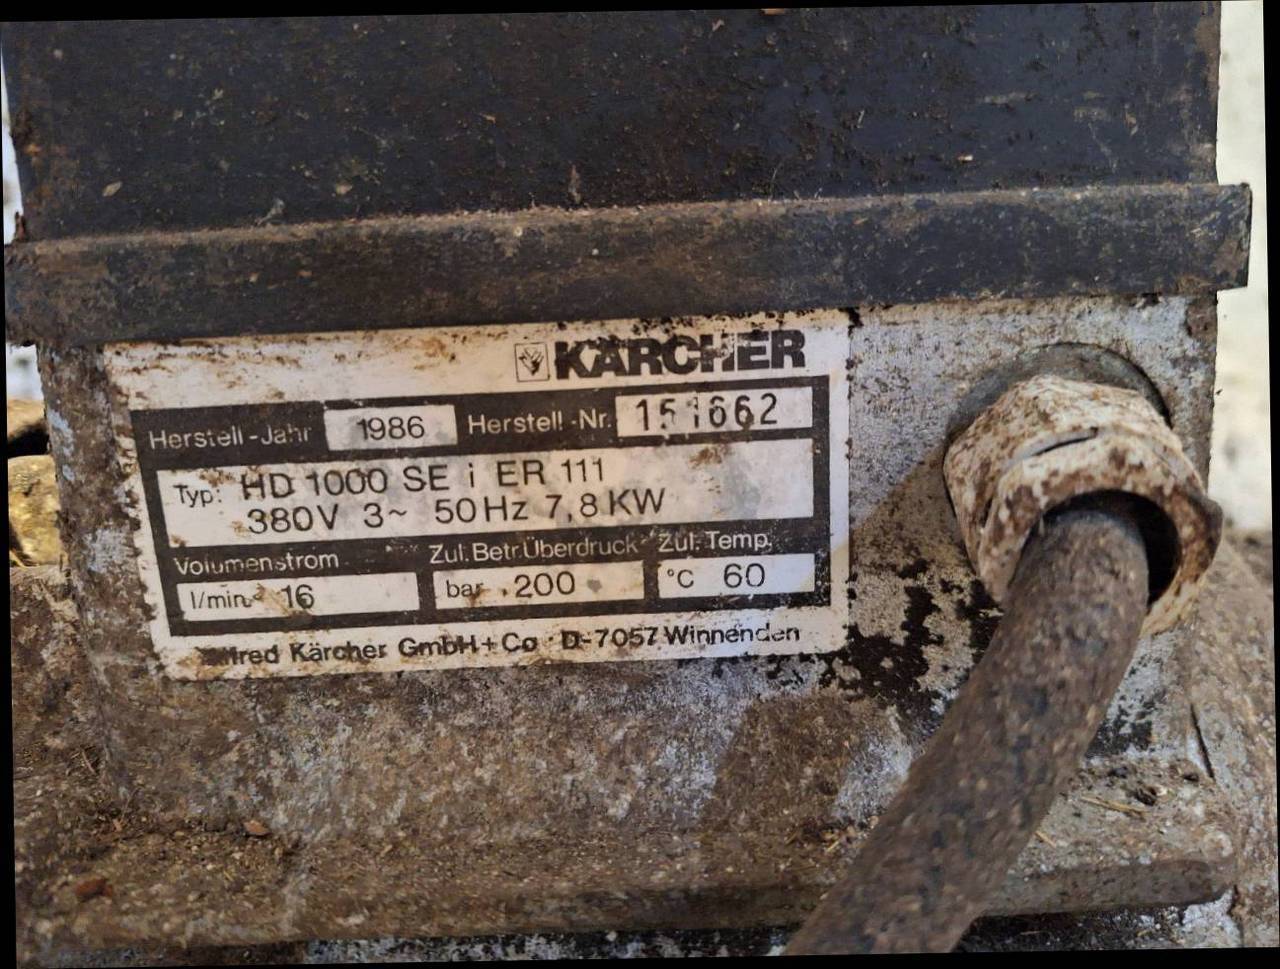 KÄRCHER
Herstell-Jahr 1986 Herstell-Nr. 151662
Typ: HD 1000 SE i ER 111
380V 3~ 50Hz 7,8 KW
Volumenstrom Zul. Betr. Überdruck Zul. Temp.
l/min 16 bar 200 °C 60
Alfred Kärcher GmbH+Co D-7057 Winnenden